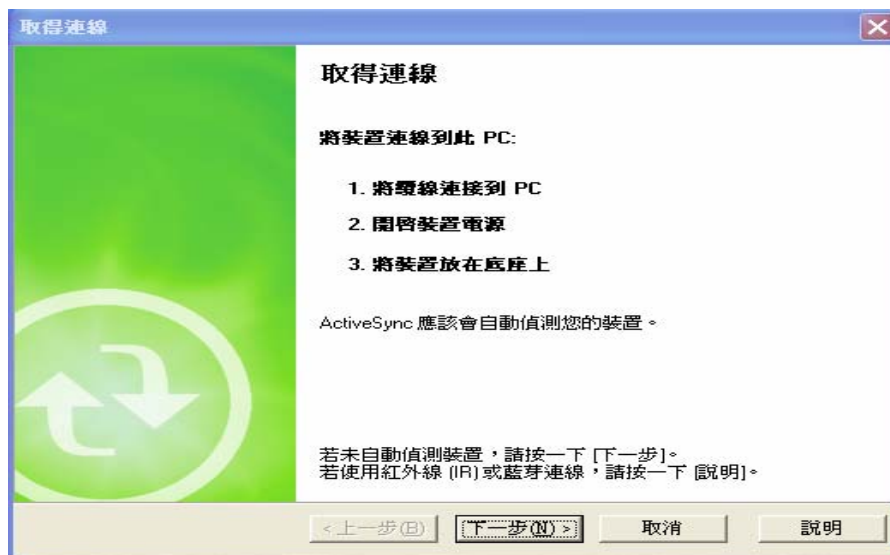 取得連線
取得連線
將裝置連線到此 PC:
1. 將纜線連接到 PC
2. 開啓裝置電源
3. 將裝置放在底座上
ActiveSync 應該會自動偵測您的裝置。
若未自動偵測裝置，請按一下 [下一步]。
若使用紅外線 (IR) 或藍芽連線，請按一下 [說明]。
<上一步(B) 下一步(N)> 取消 說明